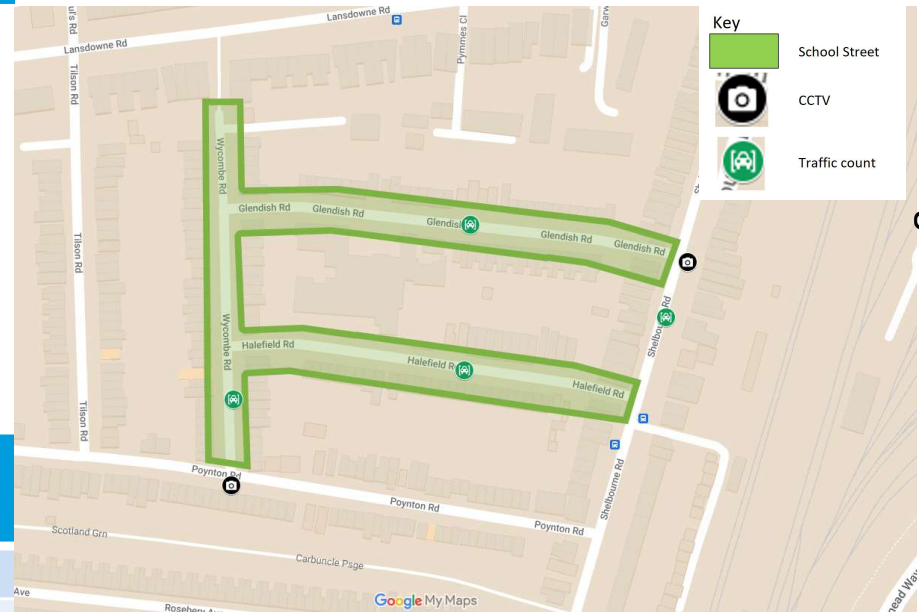 Key
School Street
CCTV
Traffic count
Lansdowne Rd
Lansdowne Rd
Tilson Rd
Pymmes Cl
Wycombe Rd
Glendish Rd
Glendish Rd
Glendish Rd
Glendish Rd
Tilson Rd
Wycombe Rd
Halefield Rd
Halefield R
Halefield Rd
Shelbourne Rd
Tilson Rd
Poynton Rd
Poynton Rd
Poynton Rd
Shelbourne Rd
Scotland Grn
Carbuncle Psge
Ave
Google My Maps